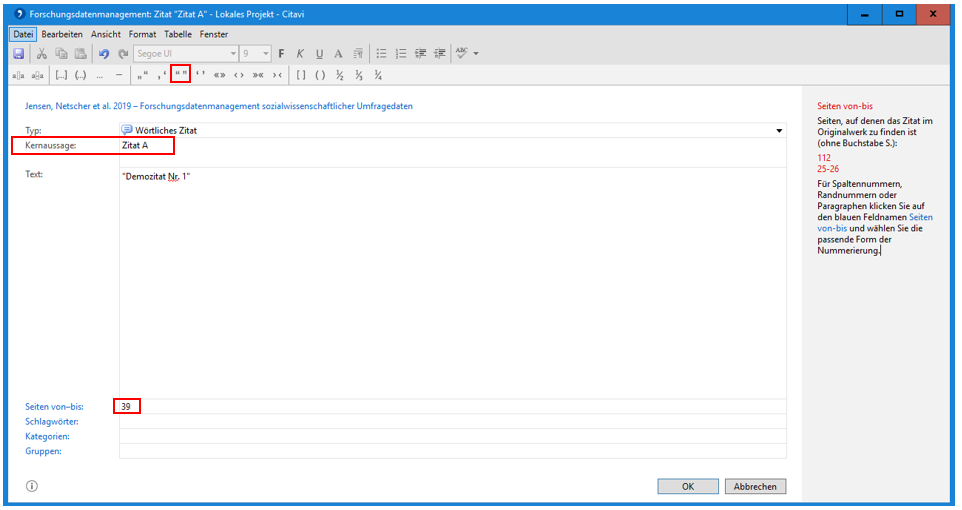 Forschungsdatenmanagement: Zitat "Zitat A" - Lokales Projekt - Citavi
Datei Bearbeiten Ansicht Format Tabelle Fenster
Segoe UI 9 F K U A ABC
a▯a a▯a [...] (...) ... – „“ ‚‘ “” ‘’ «» ‹› »« ›‹ [ ] ( ) ½ ⅓ ¼
Jensen, Netscher et al. 2019 – Forschungsdatenmanagement sozialwissenschaftlicher Umfragedaten
Typ: Wörtliches Zitat
Kernaussage: Zitat A
Text: "Demozitat Nr. 1"
Seiten von–bis: 39
Schlagwörter:
Kategorien:
Gruppen:
OK Abbrechen
Seiten von-bis
Seiten, auf denen das Zitat im
Originalwerk zu finden ist
(ohne Buchstabe S.):
112
25-26
Für Spaltennummern,
Randnummern oder
Paragraphen klicken Sie auf
den blauen Feldnamen Seiten
von-bis und wählen Sie die
passende Form der
Nummerierung.